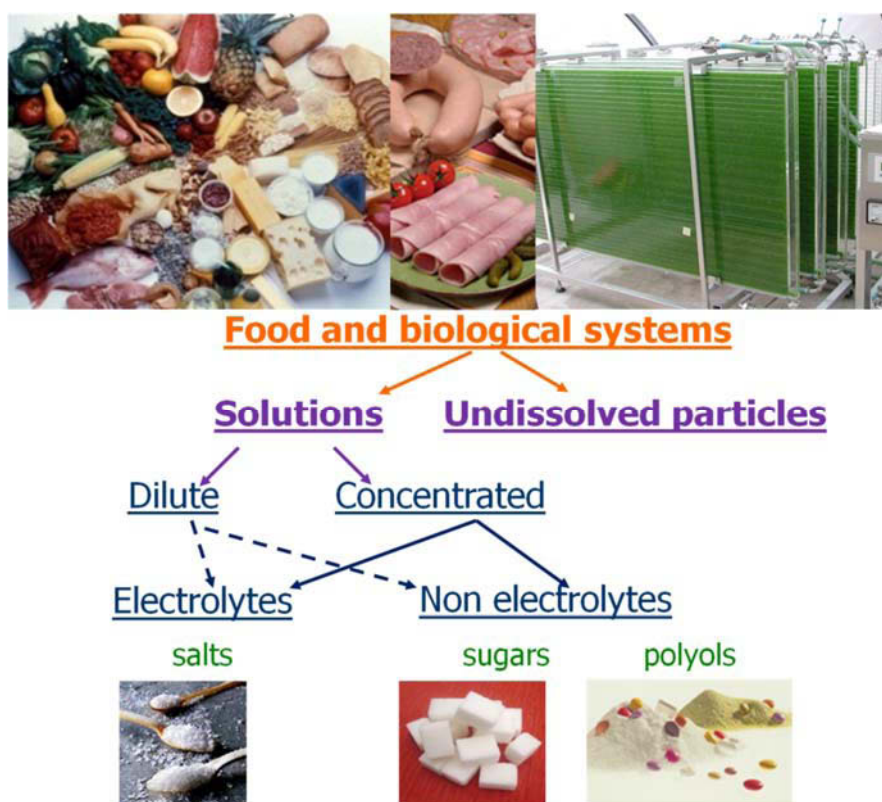 Food and biological systems
Solutions Undissolved particles
Dilute Concentrated
Electrolytes Non electrolytes
salts sugars polyols